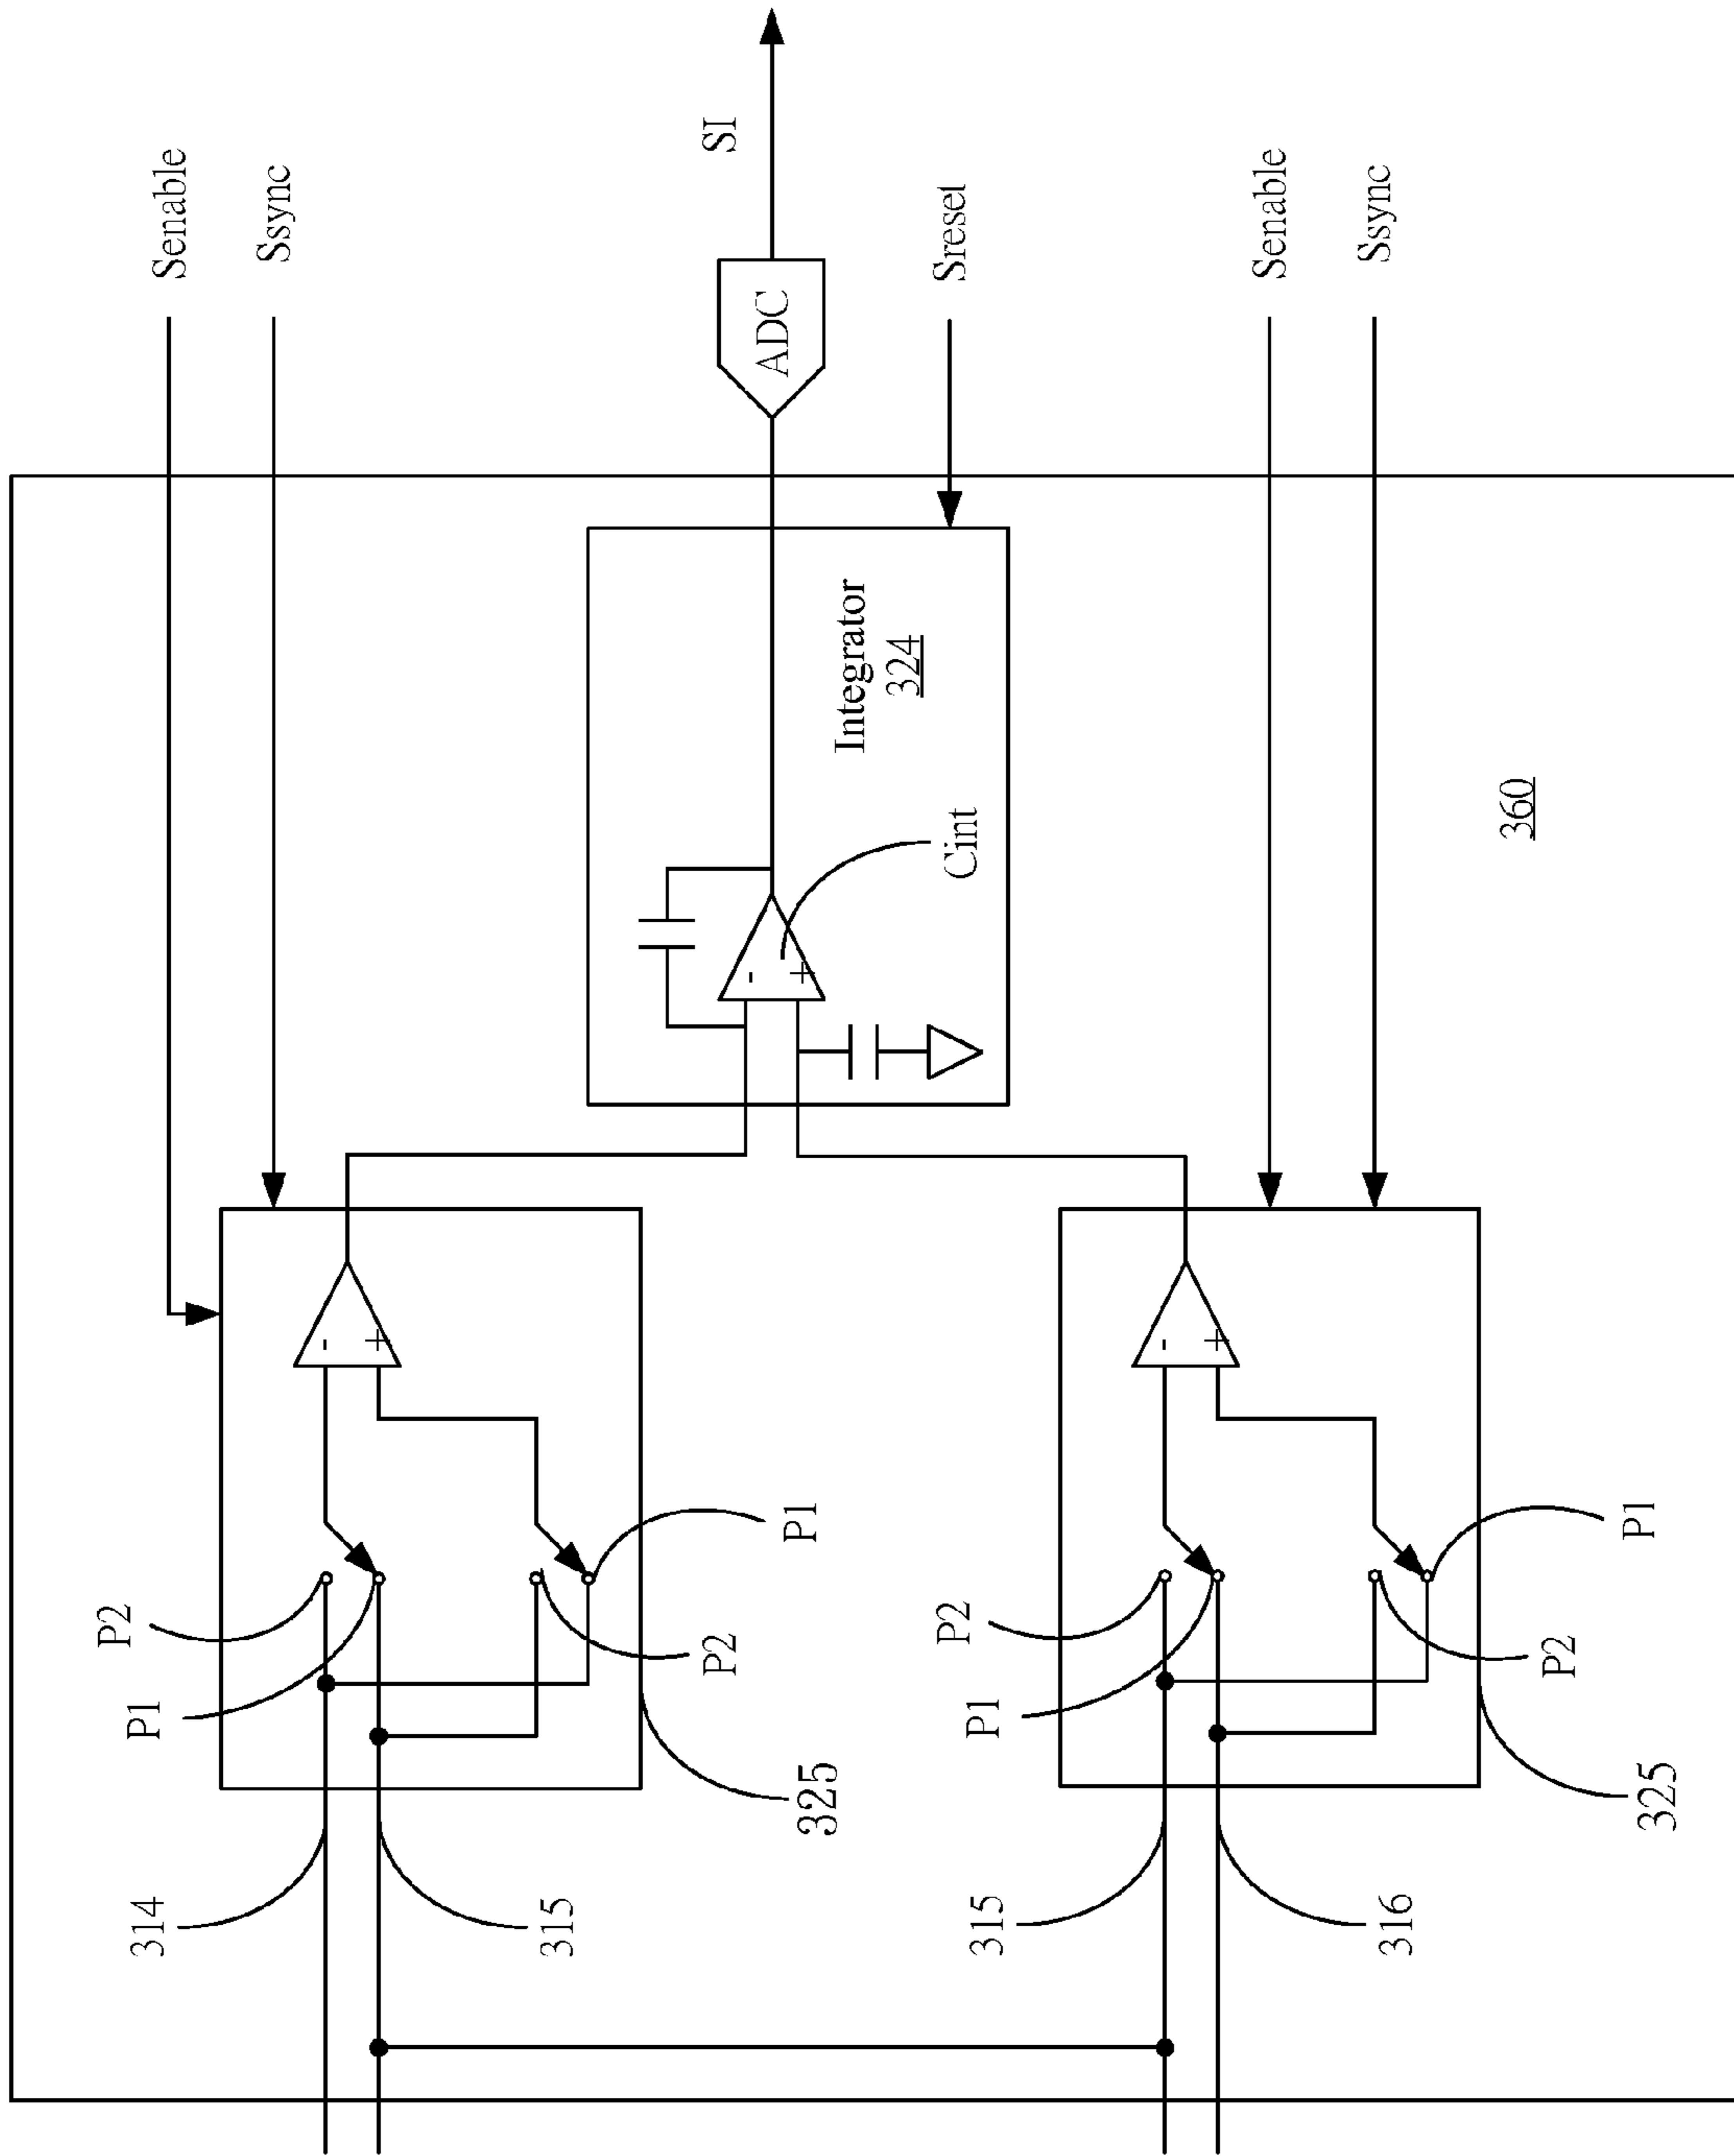 Senable
Ssync
SI
ADC
Sreset
Senable
Ssync
Integrator
324
Cint
360
-
+
-
+
-
+
P2
P1
P1
P2
P2
P1
P1
P2
325
325
314
315
315
316